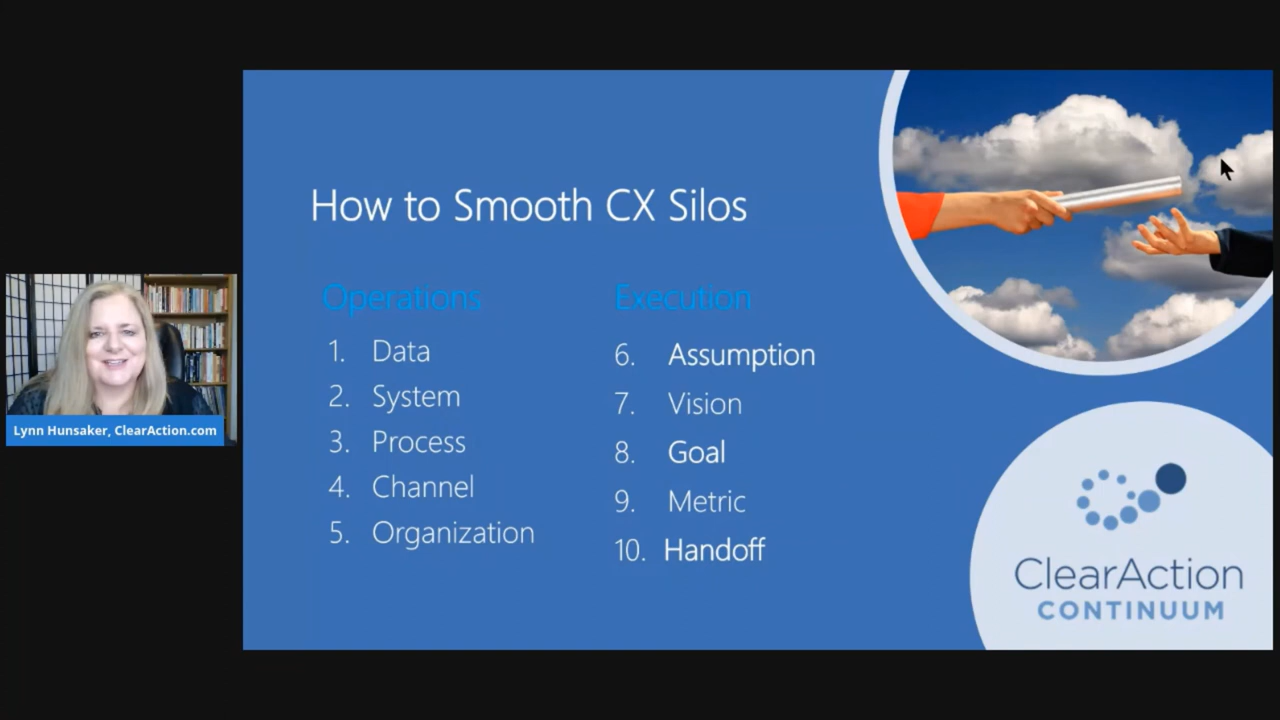 How to Smooth CX Silos
Operations
1. Data
2. System
3. Process
4. Channel
5. Organization
Execution
6. Assumption
7. Vision
8. Goal
9. Metric
10. Handoff
Lynn Hunsaker, ClearAction.com
ClearAction
CONTINUUM